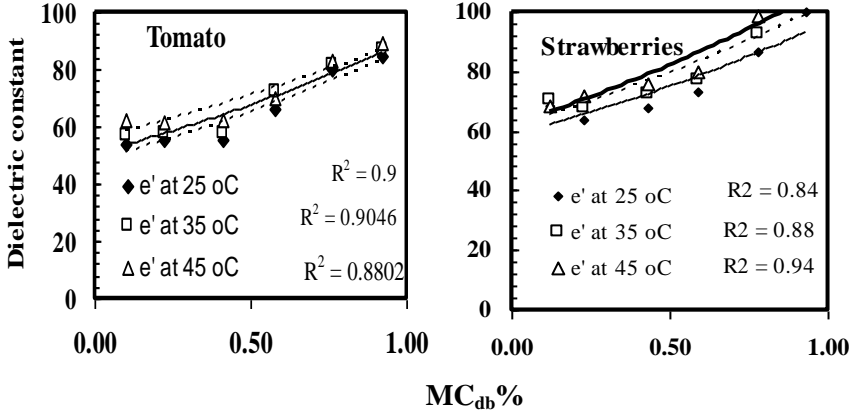 Dielectric constant
Tomato
100
80
60
40
20
0
0.00
0.50
1.00
◆ e' at 25 oC
□ e' at 35 oC
△ e' at 45 oC
R² = 0.9
R² = 0.9046
R² = 0.8802
Strawberries
100
80
60
40
20
0
0.00
0.50
1.00
◆ e' at 25 oC
□ e' at 35 oC
△ e' at 45 oC
R2 = 0.84
R2 = 0.88
R2 = 0.94
MCdb%